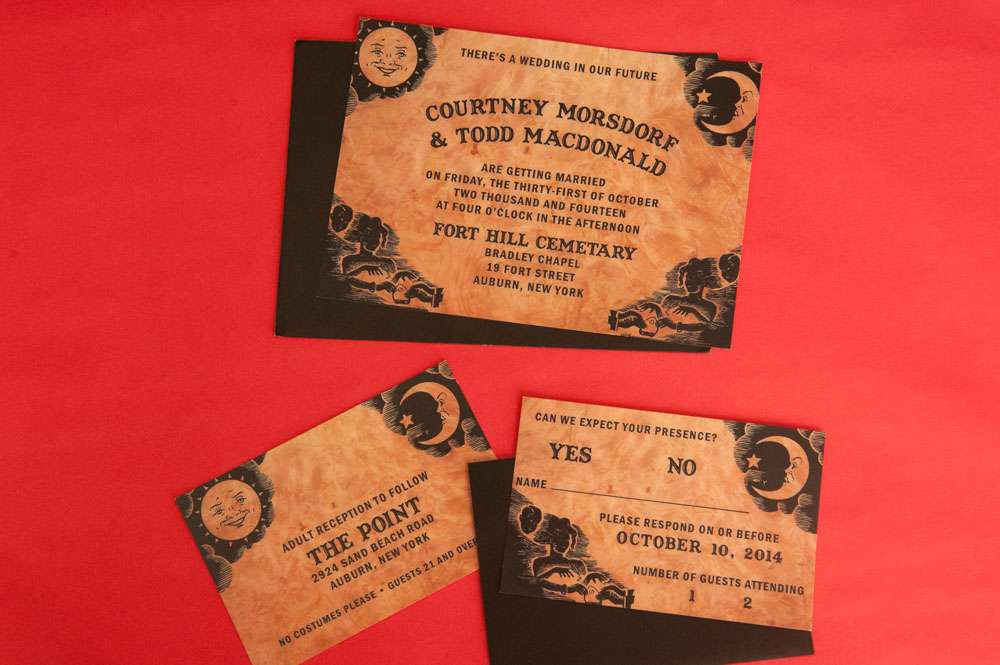 THERE'S A WEDDING IN OUR FUTURE
COURTNEY MORSDORF
& TODD MACDONALD
ARE GETTING MARRIED
ON FRIDAY, THE THIRTY-FIRST OF OCTOBER
TWO THOUSAND AND FOURTEEN
AT FOUR O'CLOCK IN THE AFTERNOON
FORT HILL CEMETARY
BRADLEY CHAPEL
19 FORT STREET
AUBURN, NEW YORK
ADULT RECEPTION TO FOLLOW
THE POINT
2924 SAND BEACH ROAD
AUBURN, NEW YORK
NO COSTUMES PLEASE • GUESTS 21 AND OVER
CAN WE EXPECT YOUR PRESENCE?
YES NO
NAME
PLEASE RESPOND ON OR BEFORE
OCTOBER 10, 2014
NUMBER OF GUESTS ATTENDING
1 2